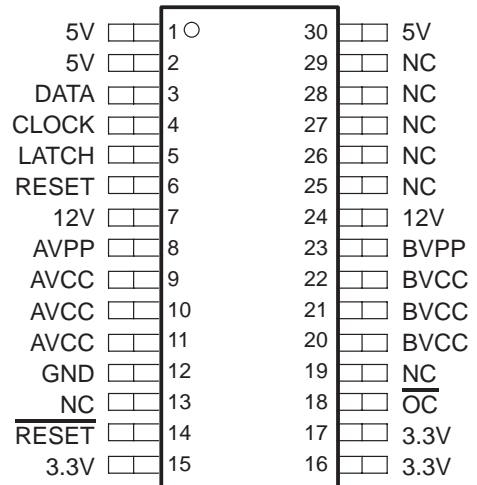 5V 1 30 5V
5V 2 29 NC
DATA 3 28 NC
CLOCK 4 27 NC
LATCH 5 26 NC
RESET 6 25 NC
12V 7 24 12V
AVPP 8 23 BVPP
AVCC 9 22 BVCC
AVCC 10 21 BVCC
AVCC 11 20 BVCC
GND 12 19 NC
NC 13 18 O̅C̅
R̅E̅S̅E̅T̅ 14 17 3.3V
3.3V 15 16 3.3V